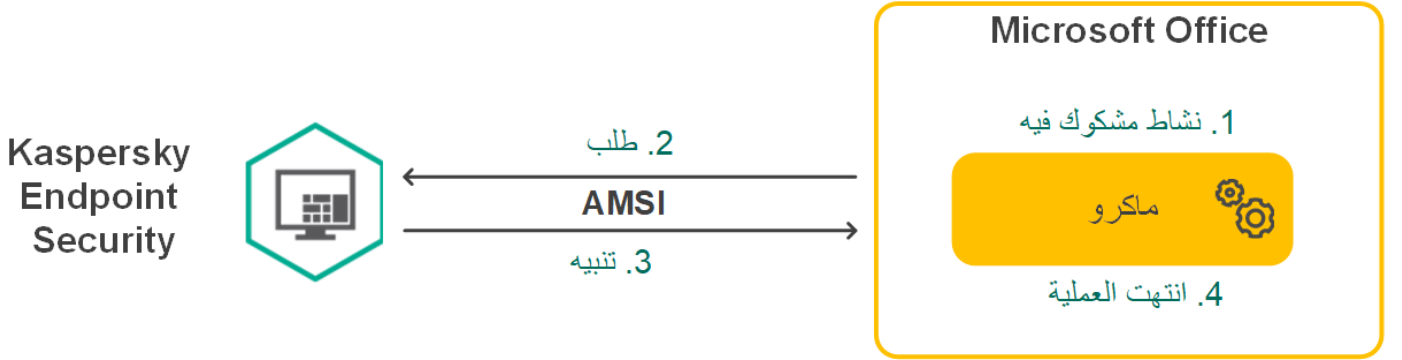 Microsoft Office
1. نشاط مشكوك فيه
ماكرو
4. انتهت العملية
2. طلب
AMSI
3. تنبيه
Kaspersky
Endpoint
Security